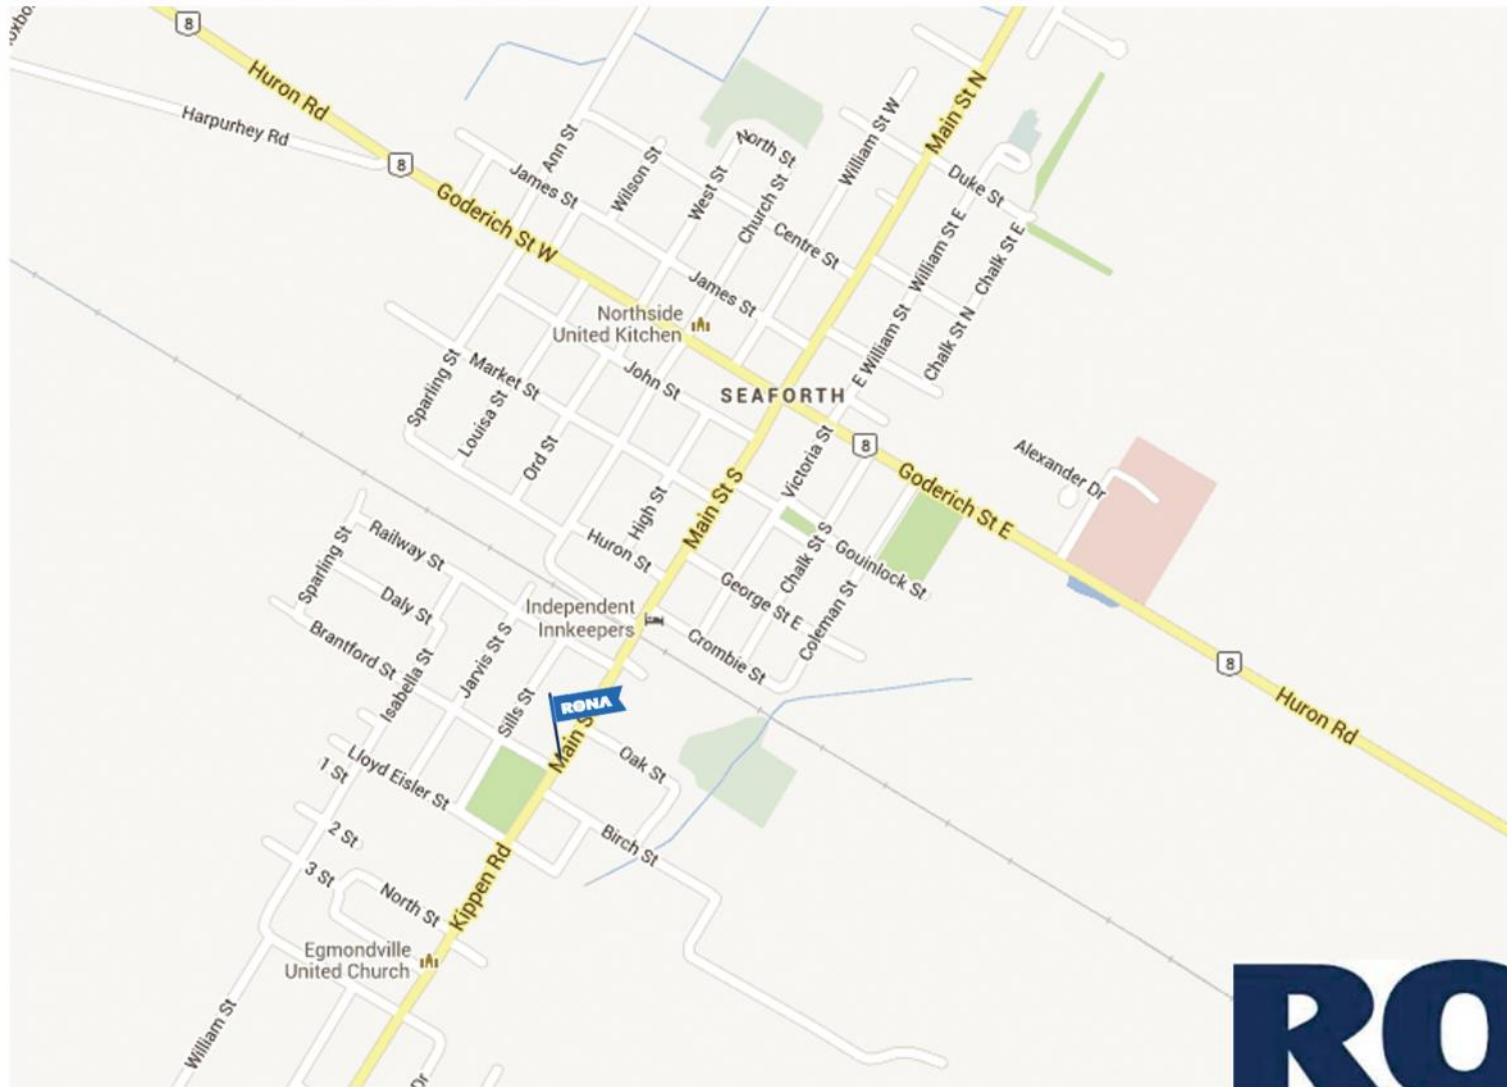 8
Huron Rd
Harpurhey Rd
8
Goderich St W
Ann St
James St
Wilson St
West St
North St
Church St
William St W
Main St N
Duke St
Centre St
William St E
Chalk St E
James St
Northside
United Kitchen
E William St
Chalk St N
Sparling St
Market St
John St
SEAFORTH
Louisa St
Ord St
Victoria St
8
Alexander Dr
Goderich St E
High St
Main St S
Railway St
Huron St
Gouinlock St
Chalk St S
Sparling St
Daly St
George St E
Coleman St
Independent
Innkeepers
Crombie St
Brantford St
Jarvis St S
Isabella St
Sills St
8
Huron Rd
RONA
Main S
Oak St
Lloyd Eisler St
1 St
2 St
Birch St
3 St
North St
Kippen Rd
Egmondville
United Church
William St
Dr
RO